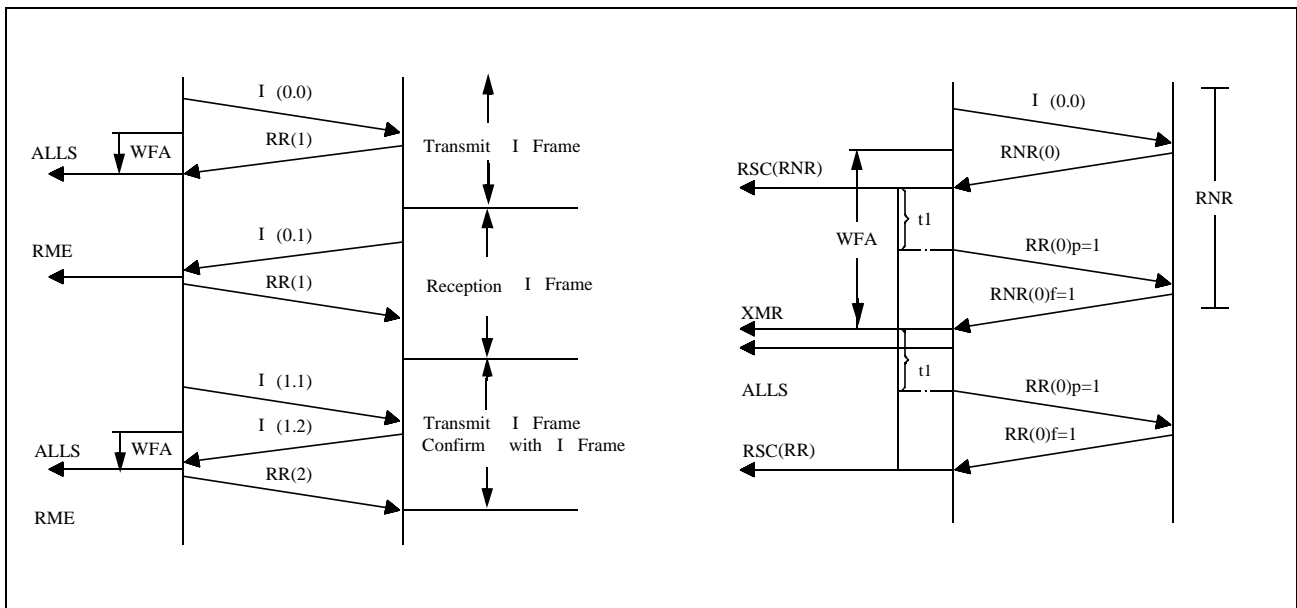 I (0.0)
WFA
RR(1)
ALLS
Transmit I Frame
I (0.1)
RME
RR(1)
Reception I Frame
I (1.1)
I (1.2)
Transmit I Frame
Confirm with I Frame
ALLS
WFA
RR(2)
RME
I (0.0)
RNR(0)
RSC(RNR)
RNR
t1
WFA
RR(0)p=1
RNR(0)f=1
XMR
t1
RR(0)p=1
ALLS
RR(0)f=1
RSC(RR)